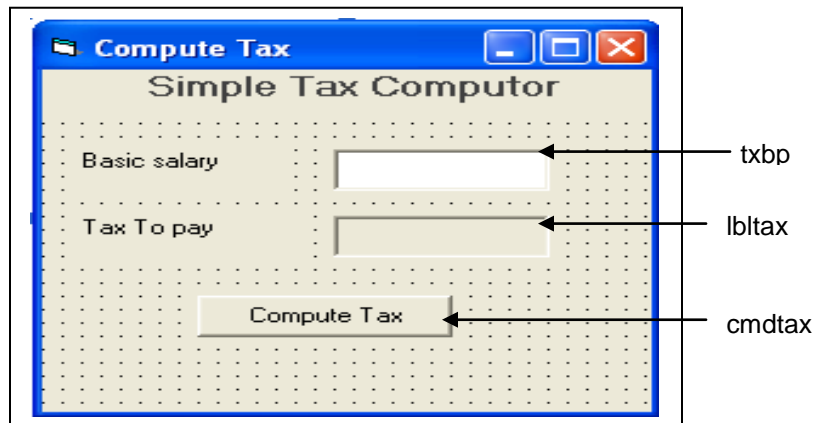 Compute Tax
Simple Tax Computor
Basic salary
txbp
Tax To pay
lbltax
Compute Tax
cmdtax